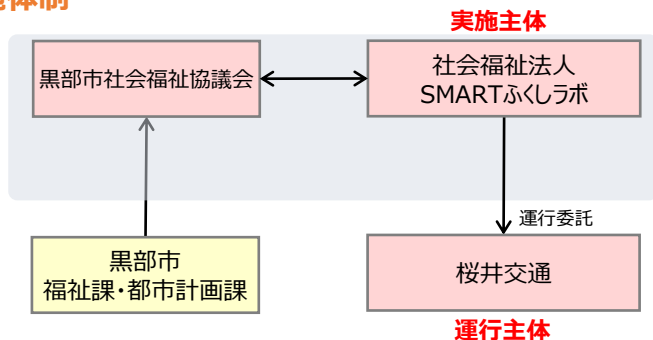 施体制
実施主体
黒部市社会福祉協議会
社会福祉法人
SMARTふくしラボ
運行委託
黒部市
福祉課・都市計画課
桜井交通
運行主体